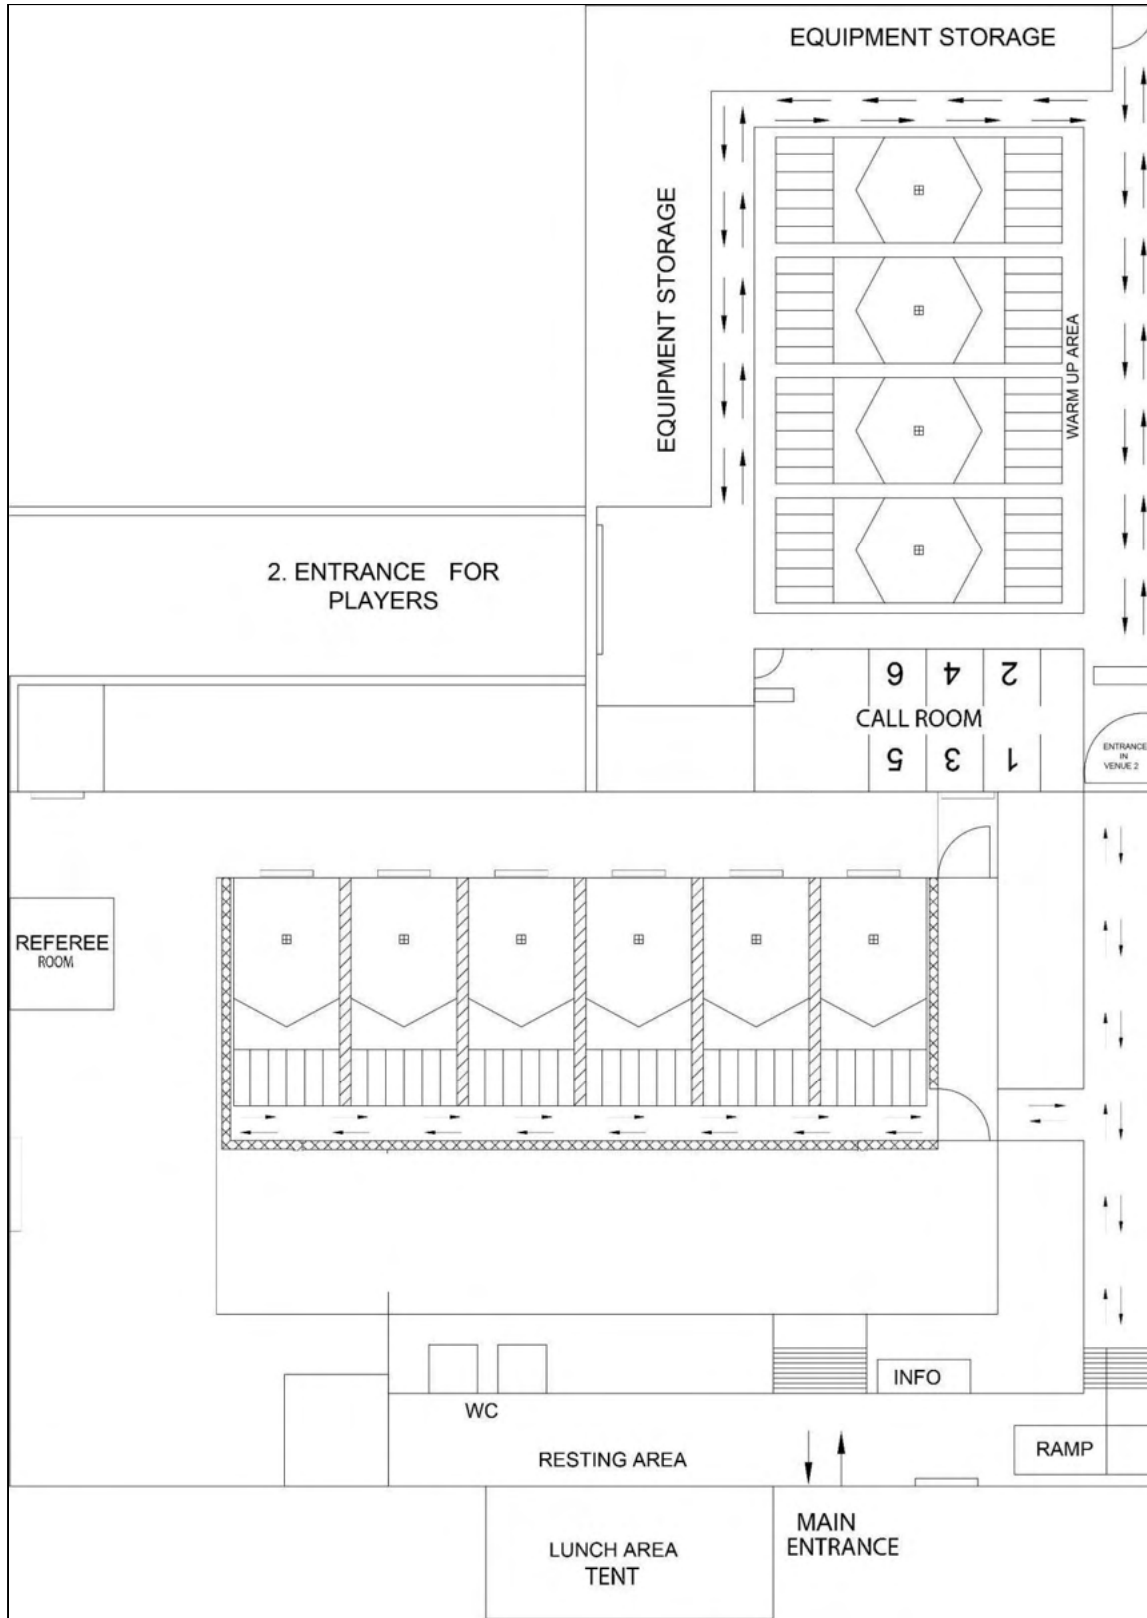 EQUIPMENT STORAGE
EQUIPMENT STORAGE
WARM UP AREA
2. ENTRANCE FOR
PLAYERS
6 4 2
CALL ROOM
5 3 1
ENTRANCE
IN
VENUE 2
REFEREE
ROOM
INFO
WC
RESTING AREA
RAMP
MAIN
ENTRANCE
LUNCH AREA
TENT